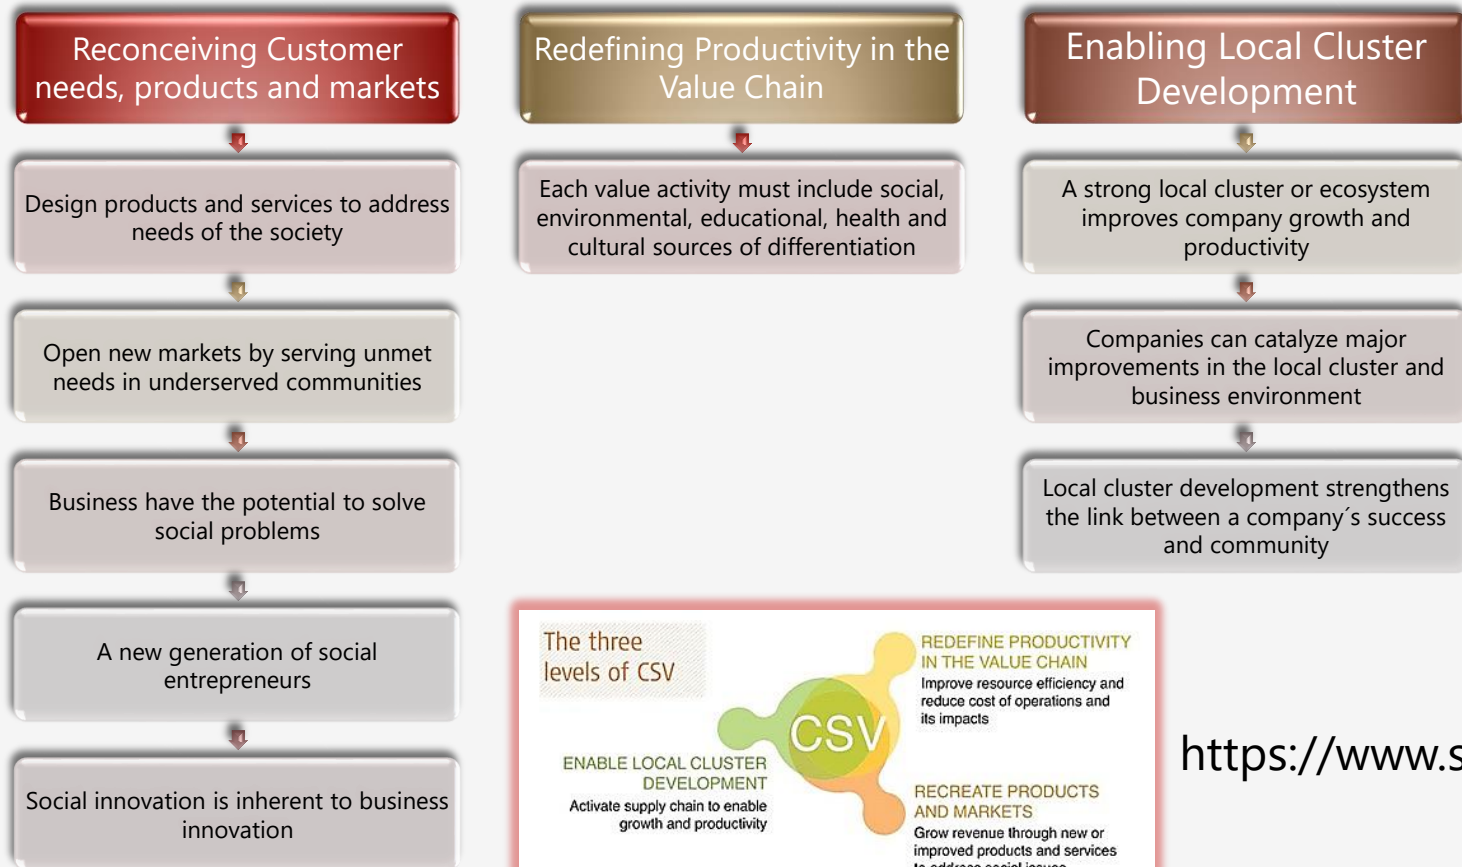 Reconceiving Customer
needs, products and markets
Design products and services to address
needs of the society
Open new markets by serving unmet
needs in underserved communities
Business have the potential to solve
social problems
A new generation of social
entrepreneurs
Social innovation is inherent to business
innovation
Redefining Productivity in the
Value Chain
Each value activity must include social,
environmental, educational, health and
cultural sources of differentiation
Enabling Local Cluster
Development
A strong local cluster or ecosystem
improves company growth and
productivity
Companies can catalyze major
improvements in the local cluster and
business environment
Local cluster development strengthens
the link between a company´s success
and community
The three
levels of CSV
CSV
REDEFINE PRODUCTIVITY
IN THE VALUE CHAIN
Improve resource efficiency and
reduce cost of operations and
its impacts
ENABLE LOCAL CLUSTER
DEVELOPMENT
Activate supply chain to enable
growth and productivity
RECREATE PRODUCTS
AND MARKETS
Grow revenue through new or
improved products and services
to address social issues
https://www.s